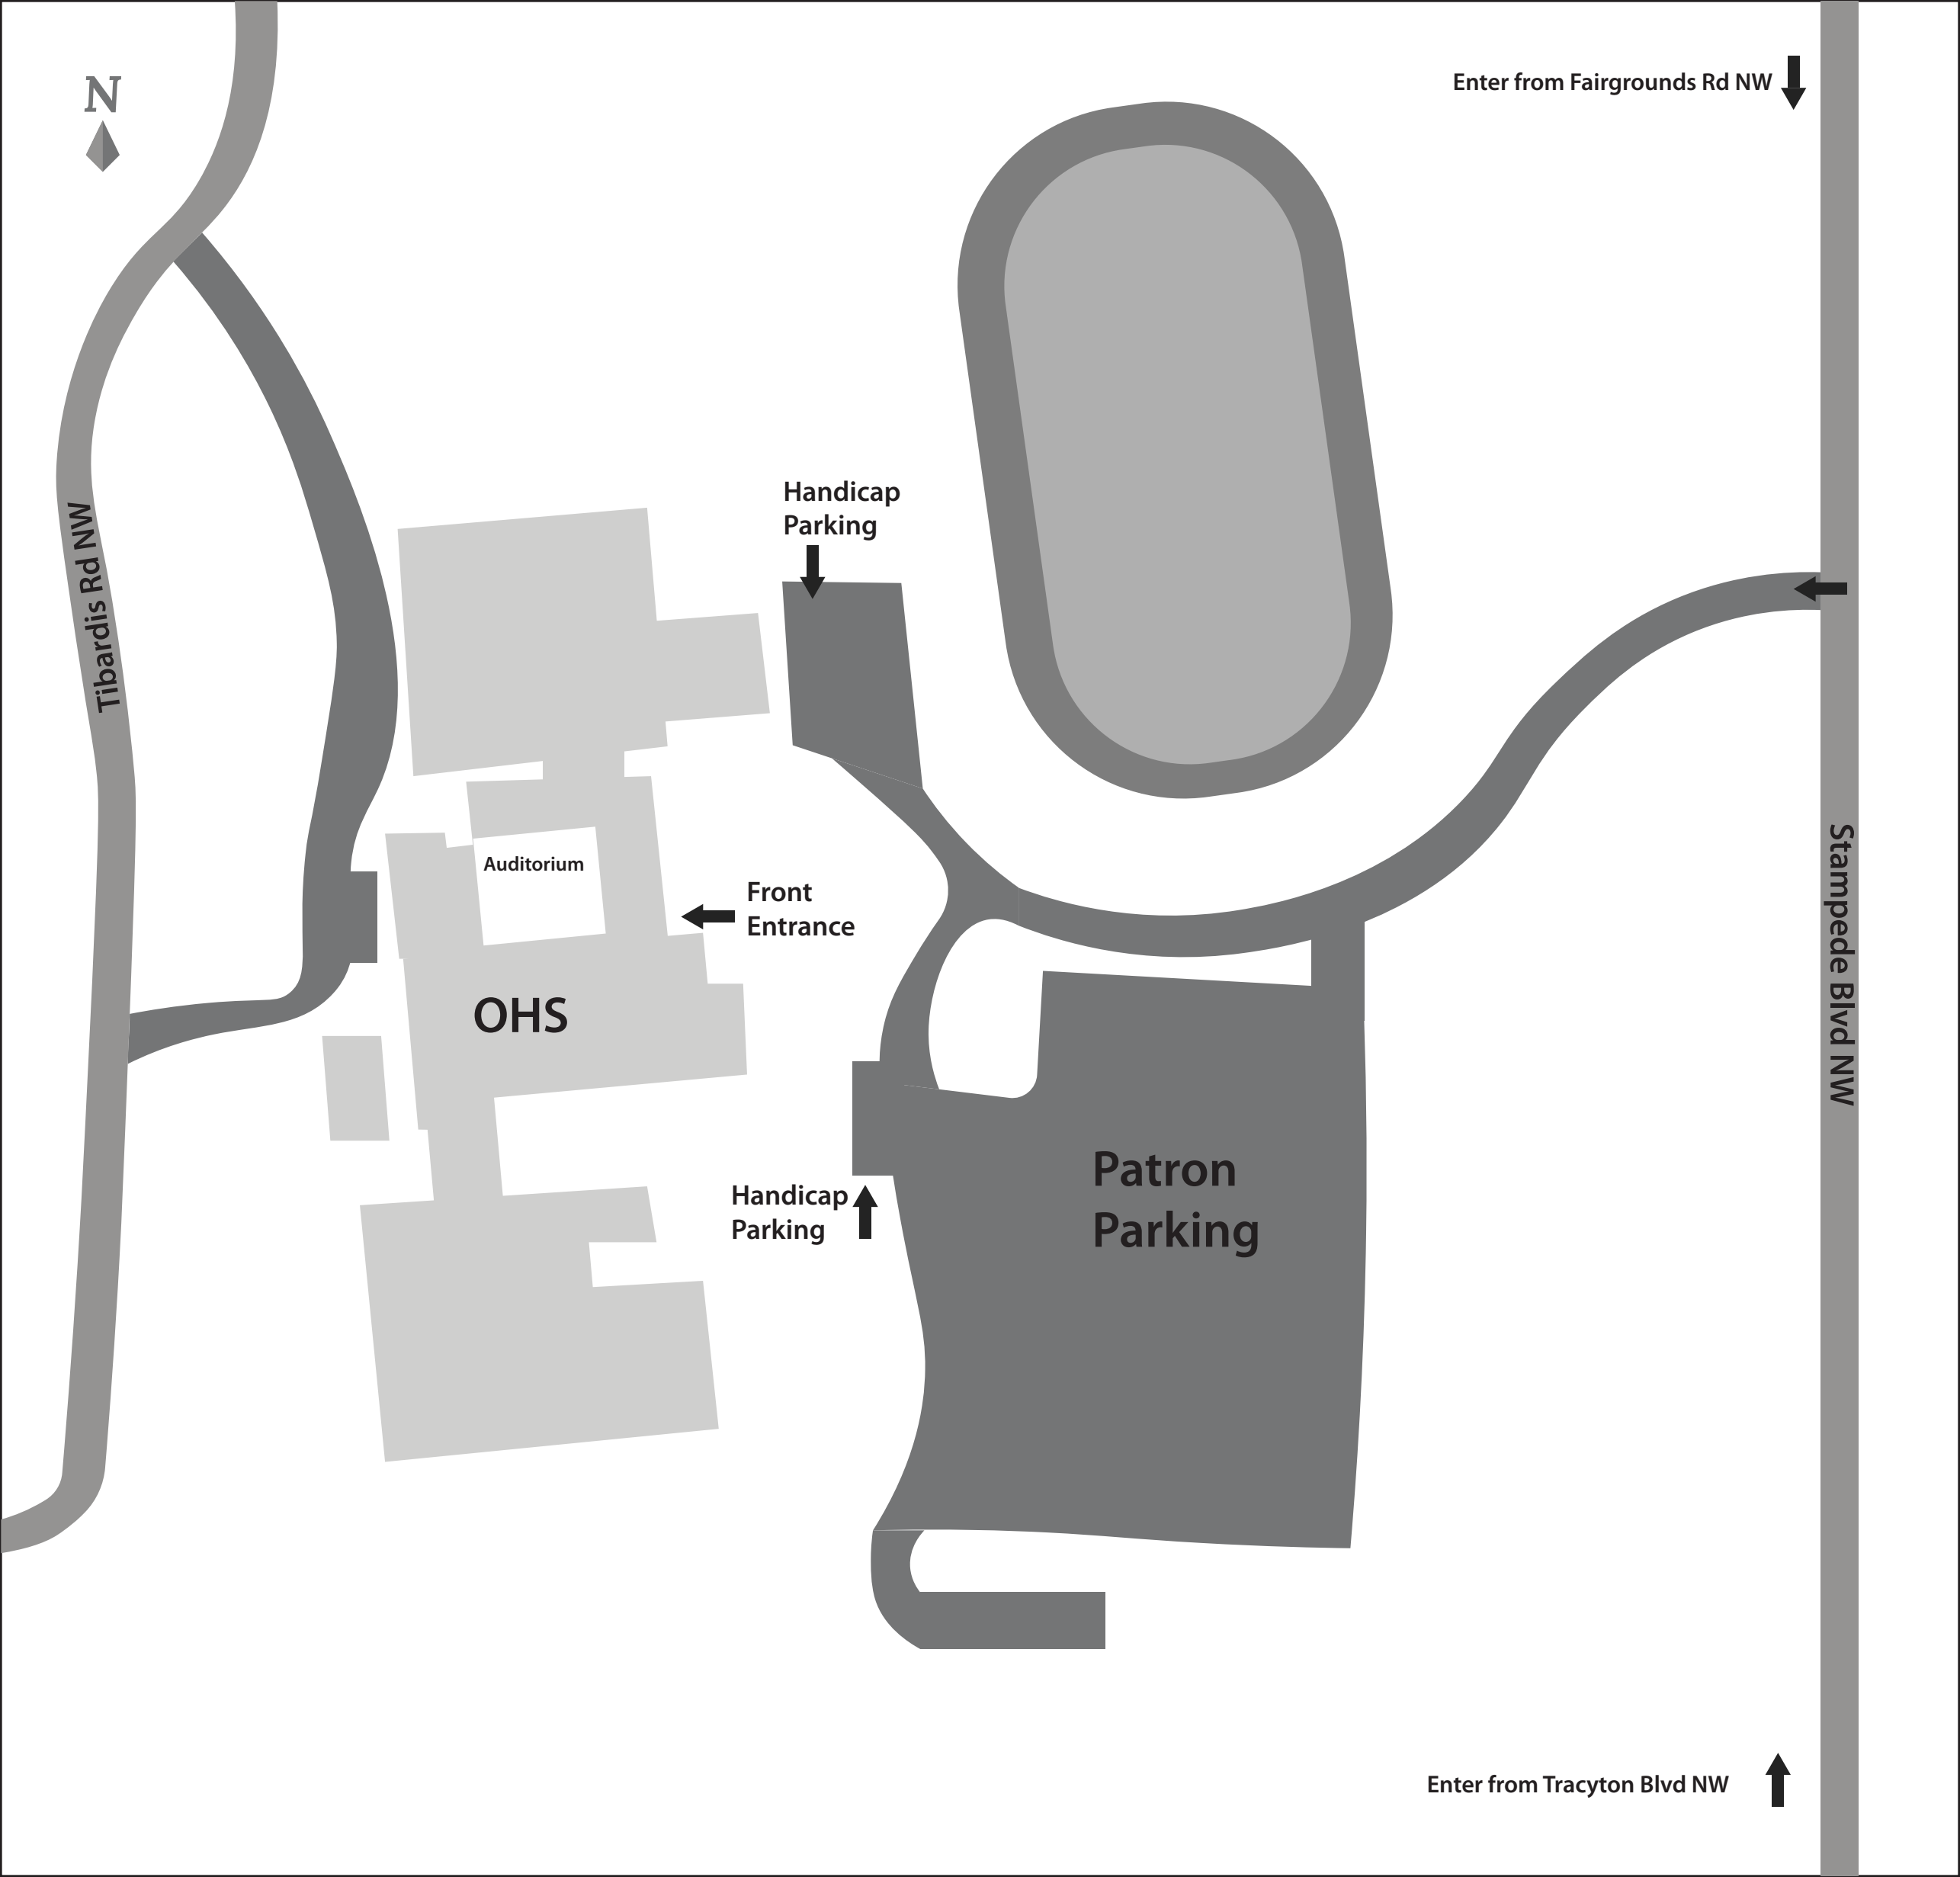 N
Enter from Fairgrounds Rd NW
Handicap
Parking
Tibardis Rd NW
Auditorium
Front
Entrance
Stampede Blvd NW
OHS
Patron
Parking
Handicap
Parking
Enter from Tracyton Blvd NW